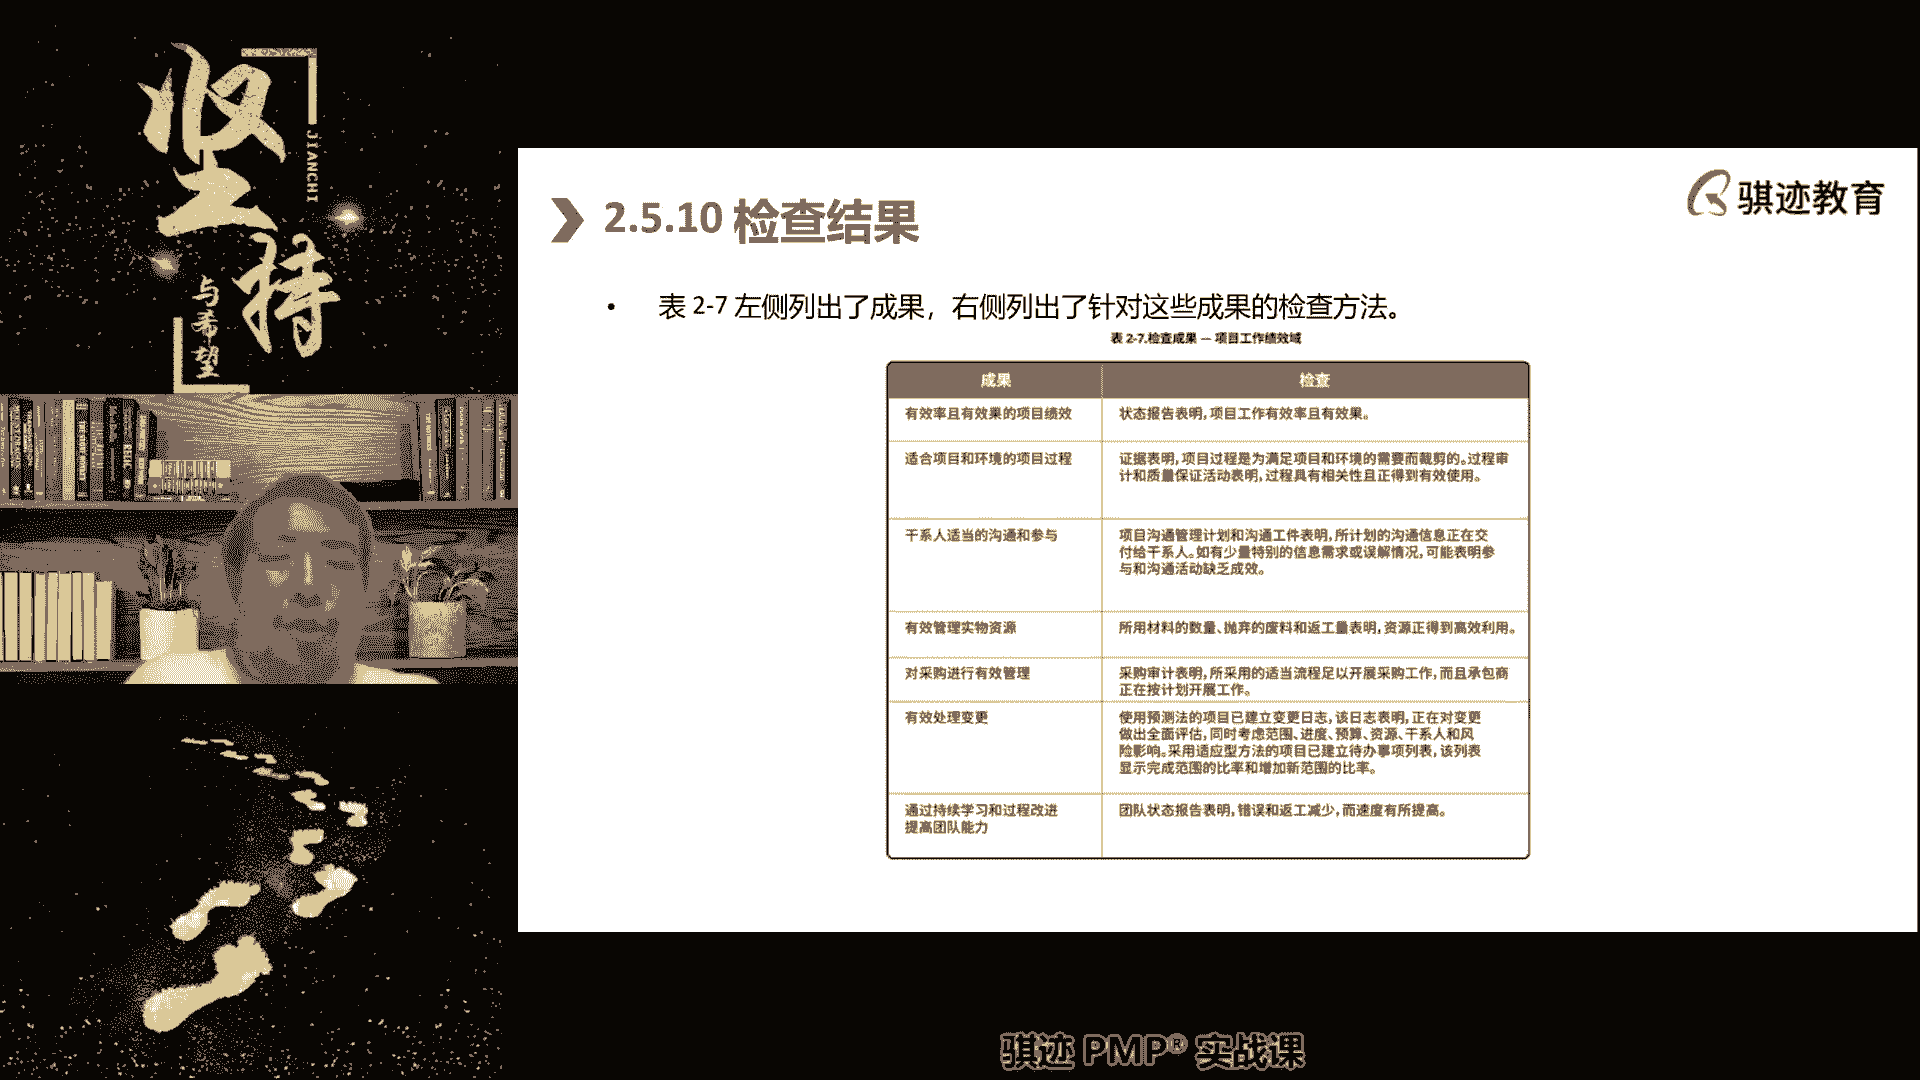 坚持
JIANCHI
与希望
骐迹教育
2.5.10 检查结果
• 表 2-7 左侧列出了成果，右侧列出了针对这些成果的检查方法。
表 2-7.检查成果 — 项目工作绩效域
成果
检查
有效率且有效果的项目绩效
状态报告表明，项目工作有效率且有效果。
适合项目和环境的项目过程
证据表明，项目过程是为满足项目和环境的需要而裁剪的。过程审
计和质量保证活动表明，过程具有相关性且正得到有效使用。
干系人适当的沟通和参与
项目沟通管理计划和沟通工件表明，所计划的沟通信息正在交
付给干系人。如有少量特别的信息需求或误解情况，可能表明参
与和沟通活动缺乏成效。
有效管理实物资源
所用材料的数量、抛弃的废料和返工量表明，资源正得到高效利用。
对采购进行有效管理
采购审计表明，所采用的适当流程足以开展采购工作，而且承包商
正在按计划开展工作。
有效处理变更
使用预测法的项目已建立变更日志，该日志表明，正在对变更
做出全面评估，同时考虑范围、进度、预算、资源、干系人和风
险影响。采用适应型方法的项目已建立待办事项列表，该列表
显示完成范围的比率和增加新范围的比率。
通过持续学习和过程改进
提高团队能力
团队状态报告表明，错误和返工减少，而速度有所提高。
骐迹 PMP® 实战课